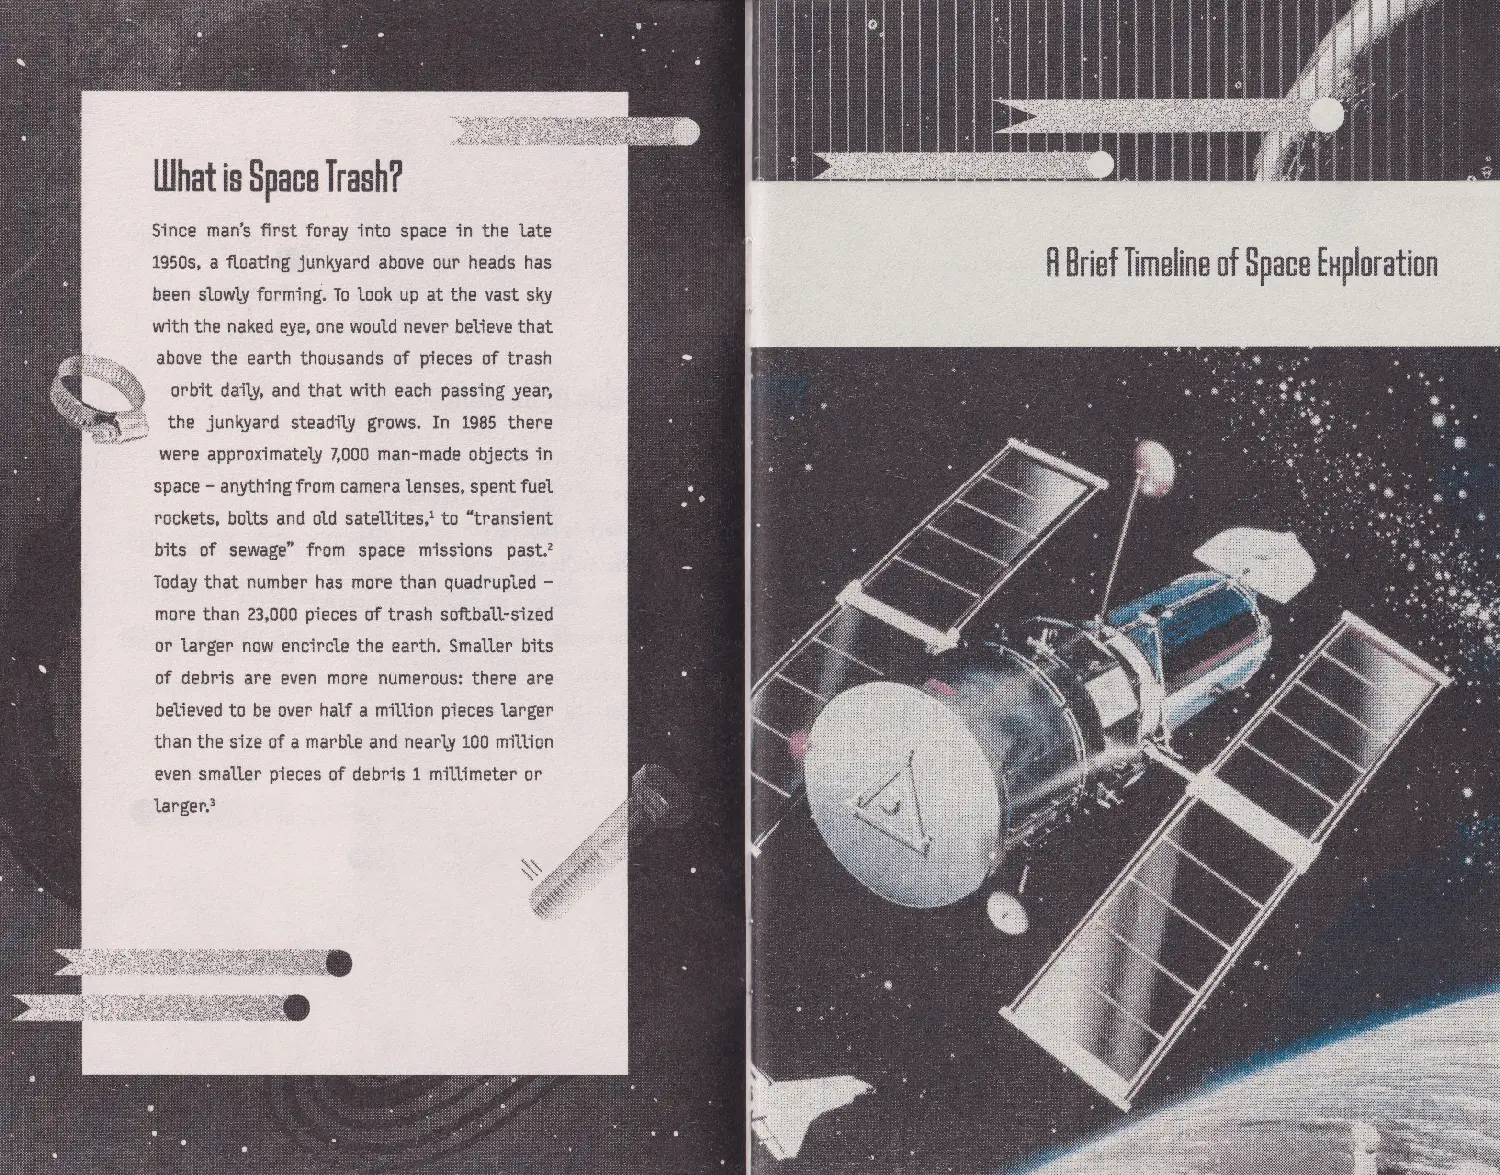 What is Space Trash?
Since man's first foray into space in the late
1950s, a floating junkyard above our heads has
been slowly forming. To look up at the vast sky
with the naked eye, one would never believe that
above the earth thousands of pieces of trash
orbit daily, and that with each passing year,
the junkyard steadily grows. In 1985 there
were approximately 7,000 man-made objects in
space – anything from camera lenses, spent fuel
rockets, bolts and old satellites,¹ to “transient
bits of sewage” from space missions past.²
Today that number has more than quadrupled –
more than 23,000 pieces of trash softball-sized
or larger now encircle the earth. Smaller bits
of debris are even more numerous: there are
believed to be over half a million pieces larger
than the size of a marble and nearly 100 million
even smaller pieces of debris 1 millimeter or
larger.³
A Brief Timeline of Space Exploration